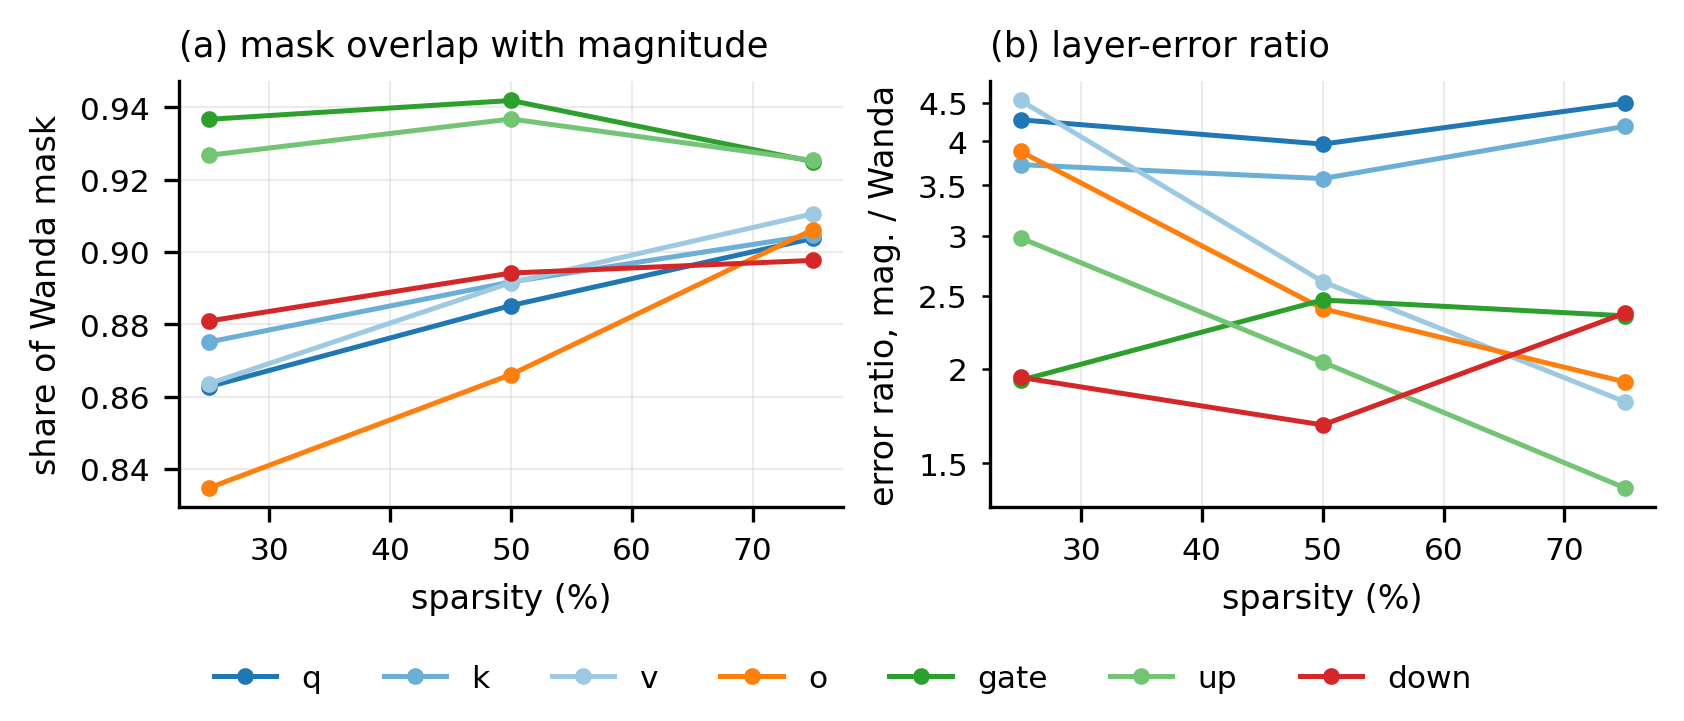 (a) mask overlap with magnitude
share of Wanda mask
0.94
0.92
0.90
0.88
0.86
0.84
30 40 50 60 70
sparsity (%)
(b) layer-error ratio
error ratio, mag. / Wanda
4.5
4
3.5
3
2.5
2
1.5
30 40 50 60 70
sparsity (%)
q k v o gate up down